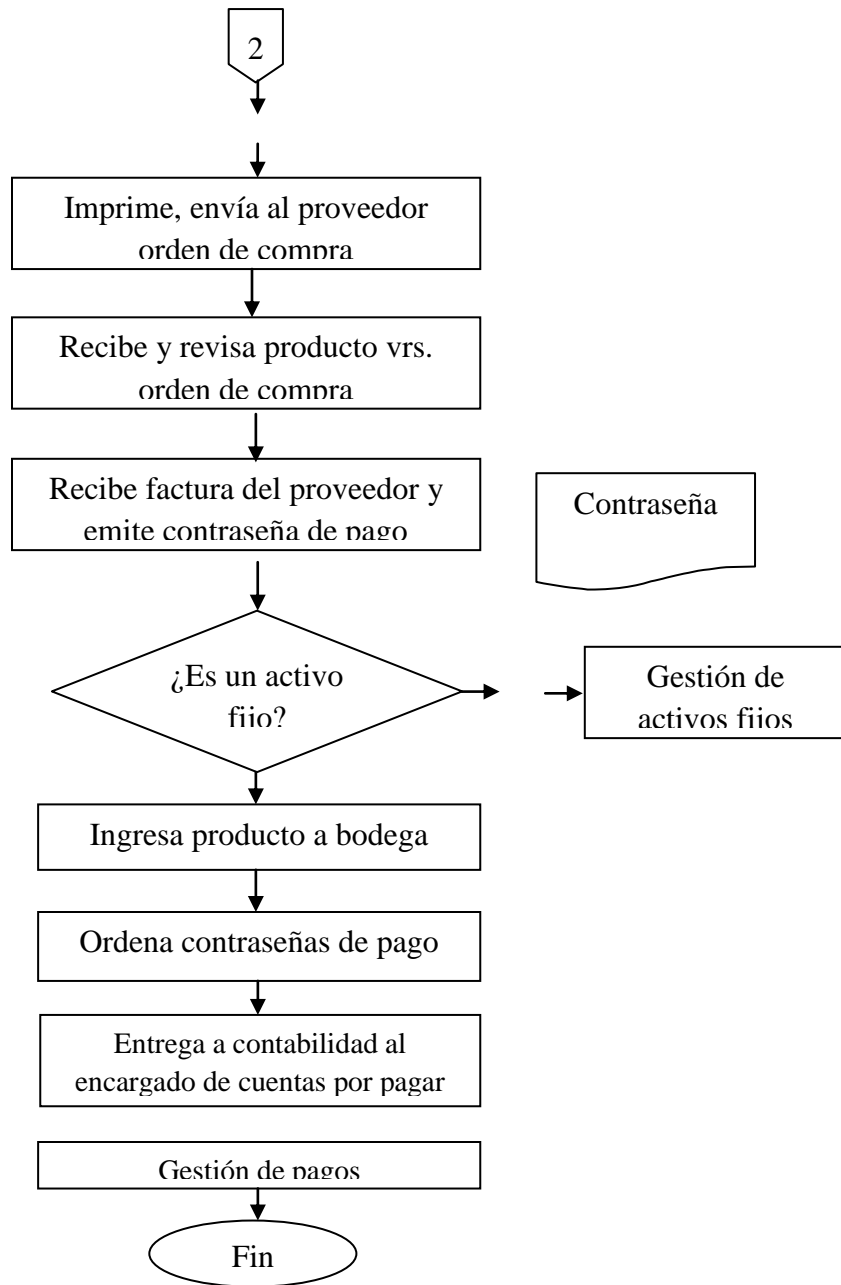 2
Imprime, envía al proveedor
orden de compra
Recibe y revisa producto vrs.
orden de compra
Recibe factura del proveedor y
emite contraseña de pago
Contraseña
¿Es un activo
fijo?
Gestión de
activos fijos
Ingresa producto a bodega
Ordena contraseñas de pago
Entrega a contabilidad al
encargado de cuentas por pagar
Gestión de pagos
Fin